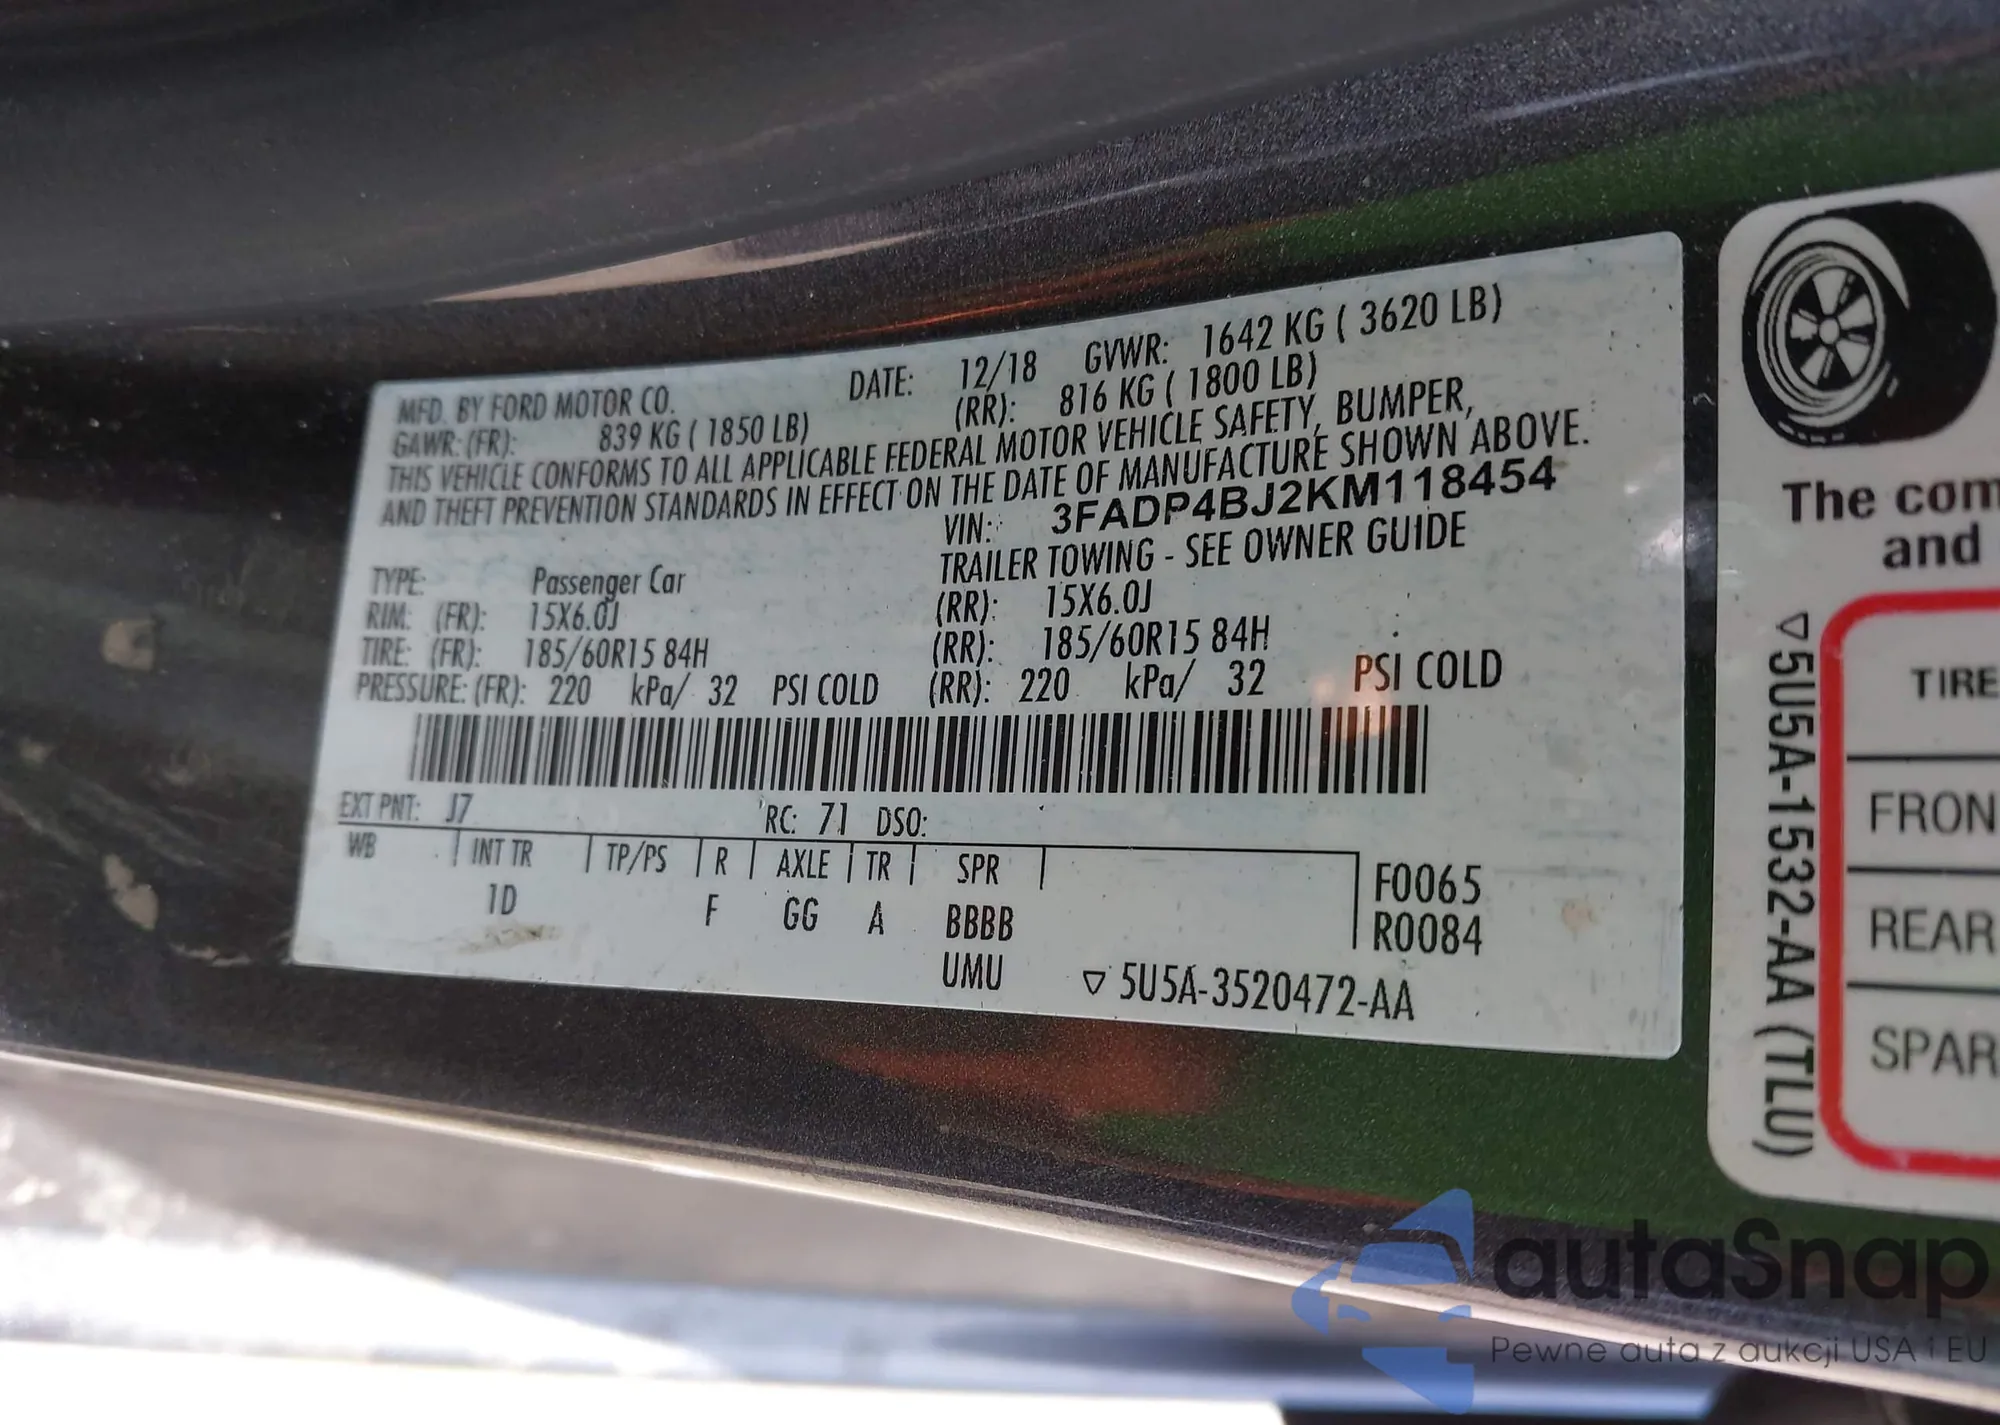 MFD. BY FORD MOTOR CO. DATE: 12/18 GVWR: 1642 KG ( 3620 LB)
GAWR: (FR): 839 KG ( 1850 LB) (RR): 816 KG ( 1800 LB)
THIS VEHICLE CONFORMS TO ALL APPLICABLE FEDERAL MOTOR VEHICLE SAFETY, BUMPER,
AND THEFT PREVENTION STANDARDS IN EFFECT ON THE DATE OF MANUFACTURE SHOWN ABOVE.
VIN: 3FADP4BJ2KM118454
TYPE: Passenger Car TRAILER TOWING - SEE OWNER GUIDE
RIM: (FR): 15X6.0J (RR): 15X6.0J
TIRE: (FR): 185/60R15 84H (RR): 185/60R15 84H
PRESSURE: (FR): 220 kPa/ 32 PSI COLD (RR): 220 kPa/ 32 PSI COLD
EXT PNT: J7 RC: 71 DSO:
WB INT TR TP/PS R AXLE TR SPR
1D F GG A BBBB
UMU
F0065
R0084
▽ 5U5A-3520472-AA
The com
and
▽5U5A-1532-AA (TLU)
TIRE
FRON
REAR
SPAR
autaSnap
Pewne auta z aukcji USA i EU